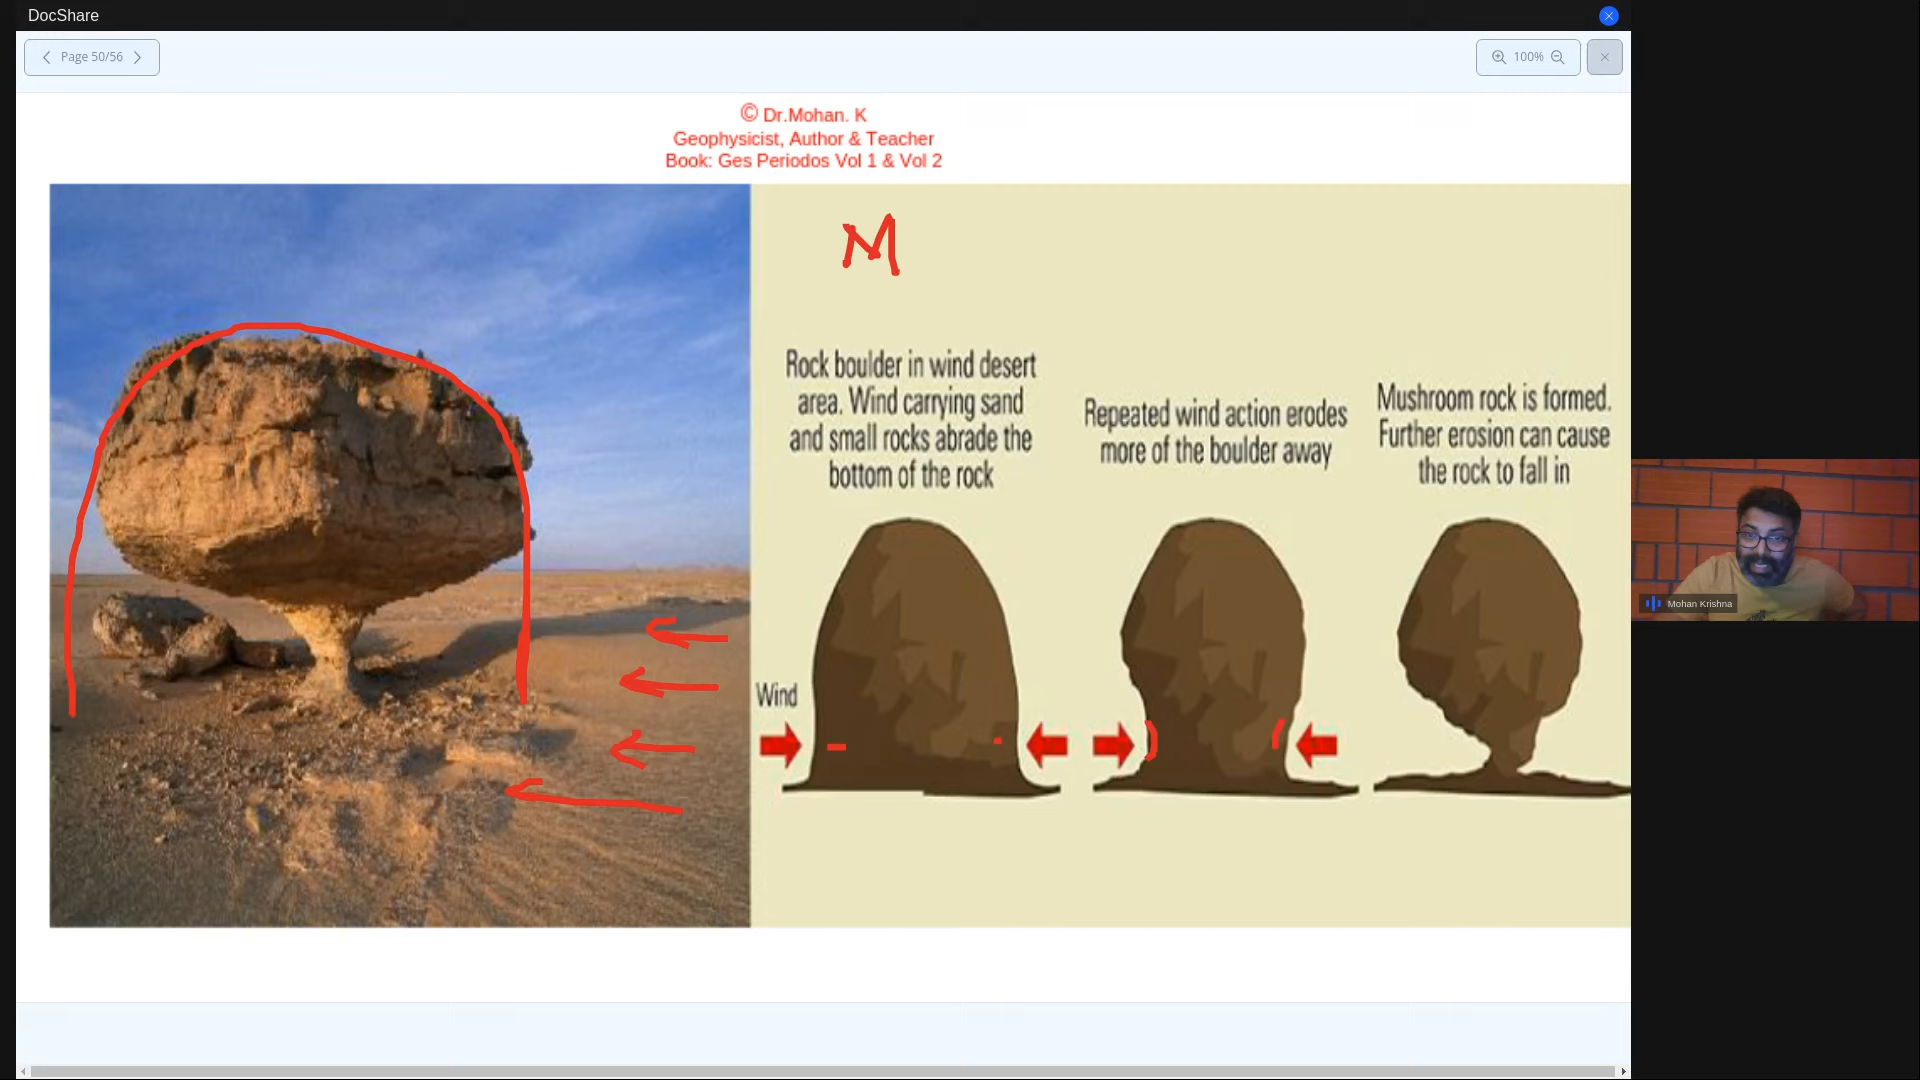 DocShare
Page 50/56
100%
© Dr.Mohan. K
Geophysicist, Author & Teacher
Book: Ges Periodos Vol 1 & Vol 2
M
Rock boulder in wind desert
area. Wind carrying sand
and small rocks abrade the
bottom of the rock
Repeated wind action erodes
more of the boulder away
Mushroom rock is formed.
Further erosion can cause
the rock to fall in
Wind
Mohan Krishna